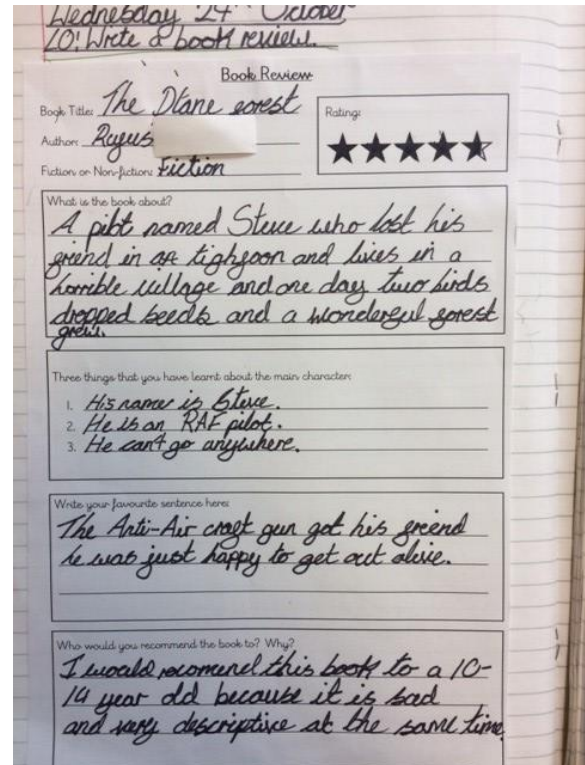 Wednesday 24th October
LO: Write a book review.
Book Review
Book Title: The Plane forest
Rating:
Author: Rufus
Fiction or Non-fiction: Fiction
What is the book about?
A pilot named Steve who lost his
friend in a tighfoon and lives in a
horrible village and one day two birds
dropped seeds and a wonderful forest
grew.
Three things that you have learnt about the main character:
1. His name is Steve.
2. He is an RAF pilot.
3. He can't go anywhere.
Write your favourite sentence here:
The Anti-Air craft gun got his freend
he was just happy to get out alive.
Who would you recommend the book to? Why?
I would recomend this book to a 10-
14 year old because it is sad
and very descriptive at the same time.